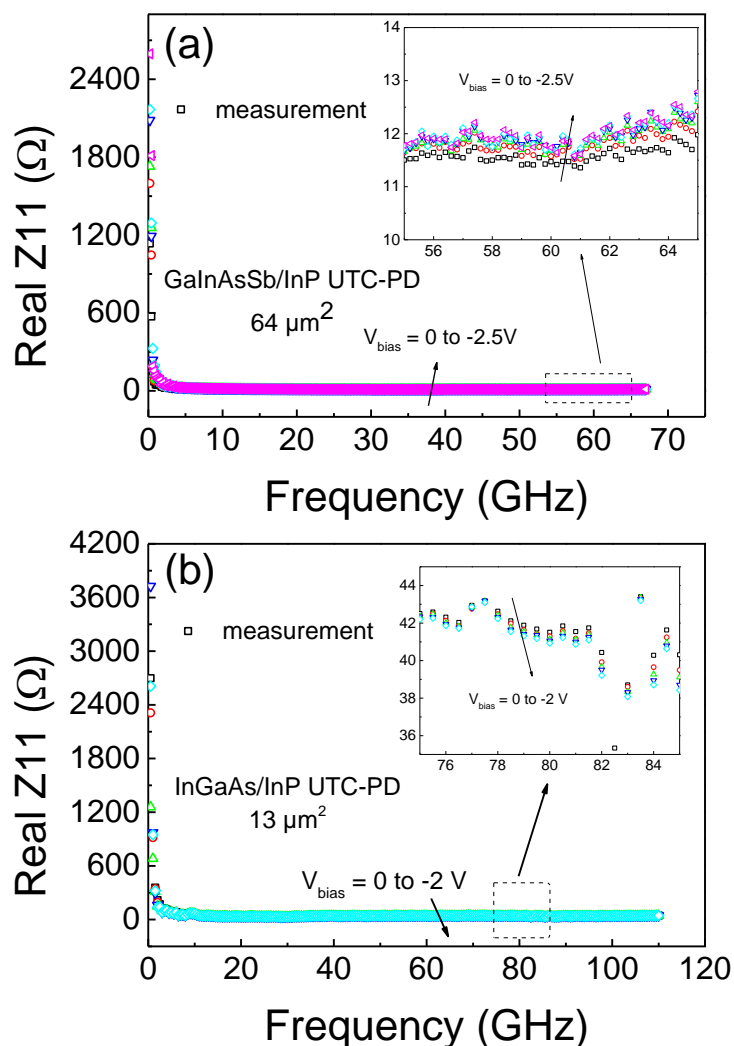 (a)
2400
1800
1200
600
0
Real Z11 (Ω)
measurement
GaInAsSb/InP UTC-PD
64 µm²
V_bias = 0 to -2.5V
14
13
12
11
10
V_bias = 0 to -2.5V
56 58 60 62 64
0 10 20 30 40 50 60 70
Frequency (GHz)
(b)
4200
3600
3000
2400
1800
1200
600
0
Real Z11 (Ω)
measurement
InGaAs/InP UTC-PD
13 µm²
V_bias = 0 to -2 V
44
42
40
38
36
V_bias = 0 to -2 V
76 78 80 82 84
0 20 40 60 80 100 120
Frequency (GHz)